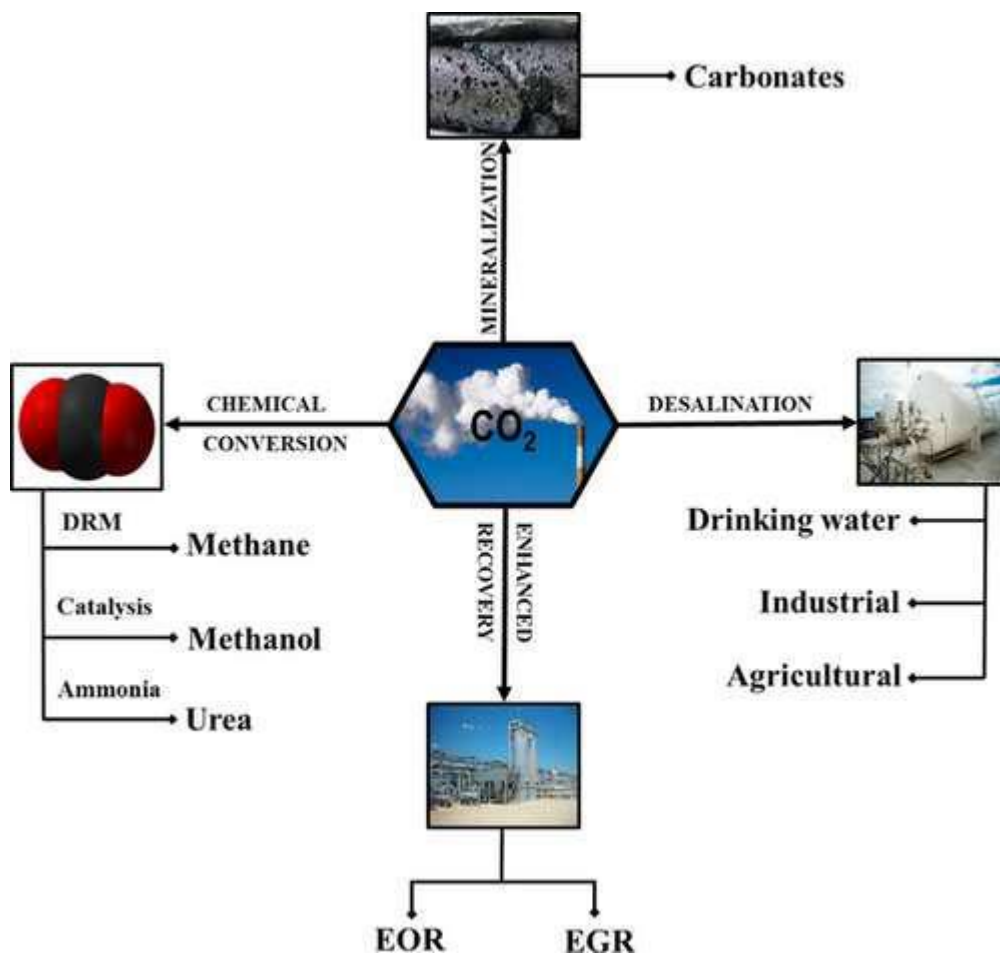 Carbonates
MINERALIZATION
CO₂
CHEMICAL
CONVERSION
DESALINATION
DRM
Methane
Catalysis
Methanol
Ammonia
Urea
ENHANCED
RECOVERY
Drinking water
Industrial
Agricultural
EOR
EGR